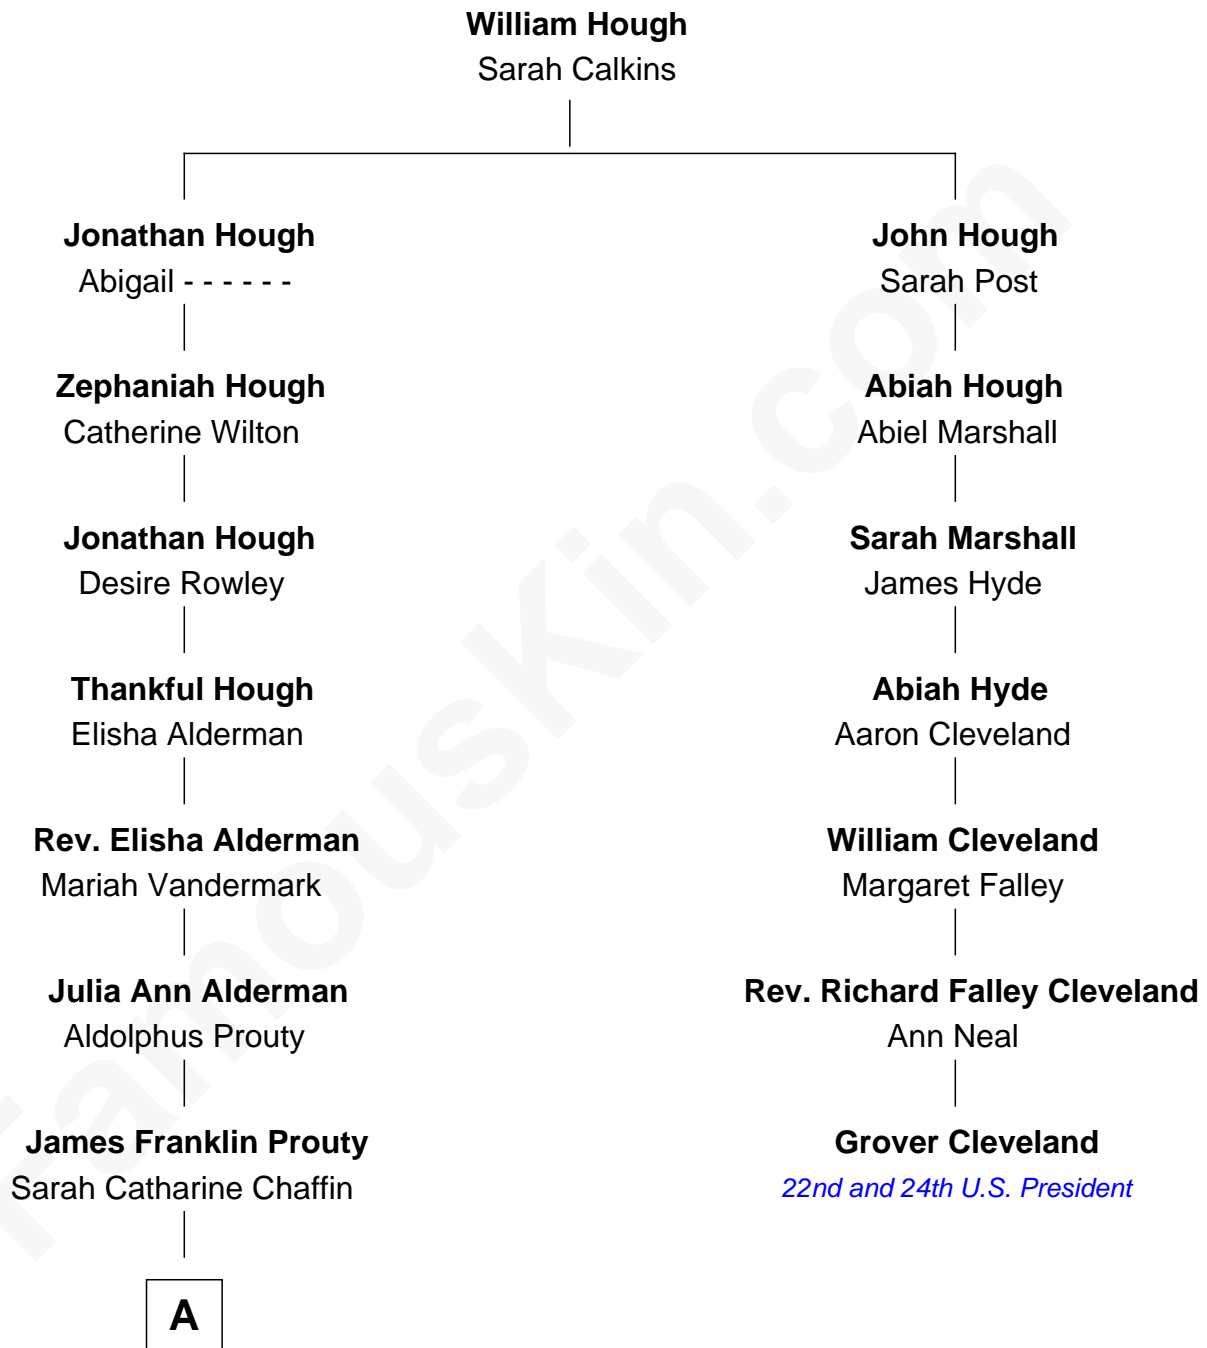 William Hough
Sarah Calkins
Jonathan Hough
Abigail - - - - - -
John Hough
Sarah Post
Zephaniah Hough
Catherine Wilton
Abiah Hough
Abiel Marshall
Jonathan Hough
Desire Rowley
Sarah Marshall
James Hyde
Thankful Hough
Elisha Alderman
Abiah Hyde
Aaron Cleveland
Rev. Elisha Alderman
Mariah Vandermark
William Cleveland
Margaret Falley
Julia Ann Alderman
Aldolphus Prouty
Rev. Richard Falley Cleveland
Ann Neal
James Franklin Prouty
Sarah Catharine Chaffin
Grover Cleveland
22nd and 24th U.S. President
A
FamousKin.com